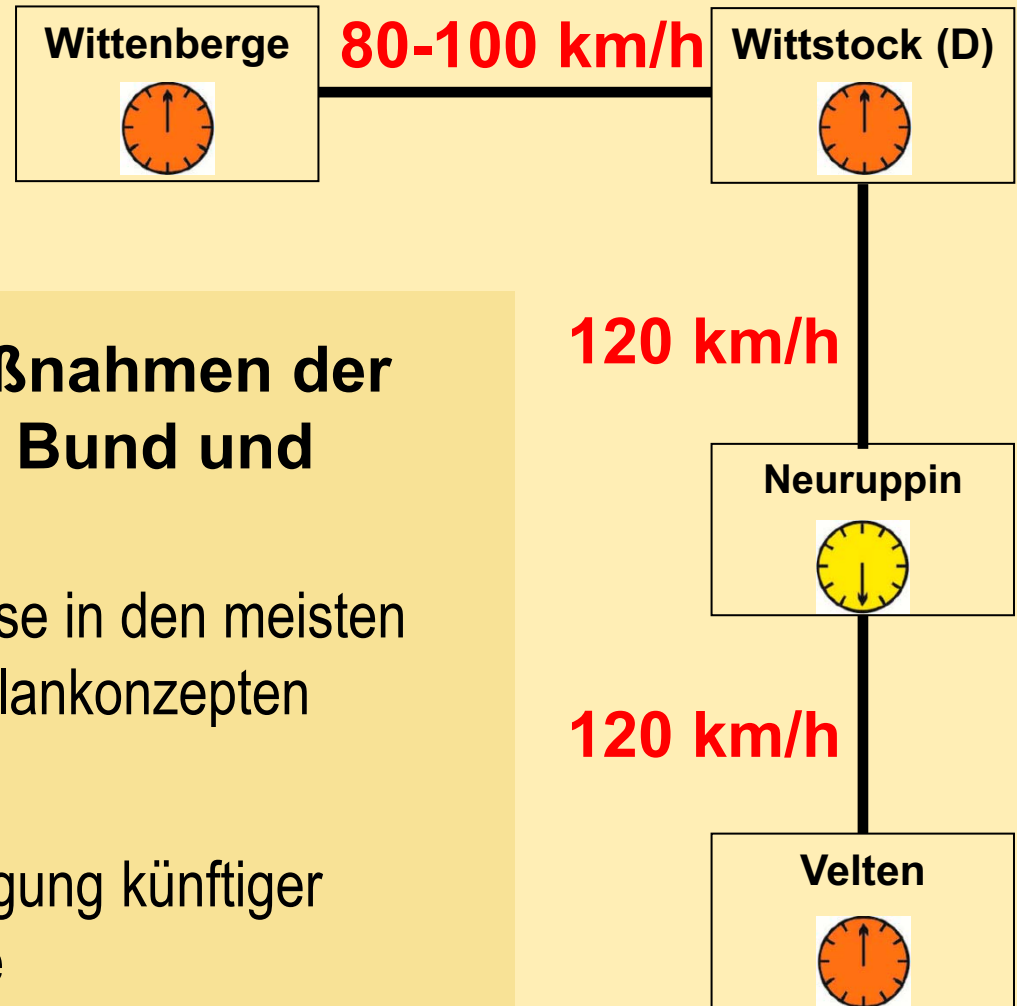 Wittenberge
80-100 km/h
Wittstock (D)
120 km/h
Neuruppin
120 km/h
Velten
ßnahmen der
Bund und
se in den meisten
lankonzepten
gung künftiger
e